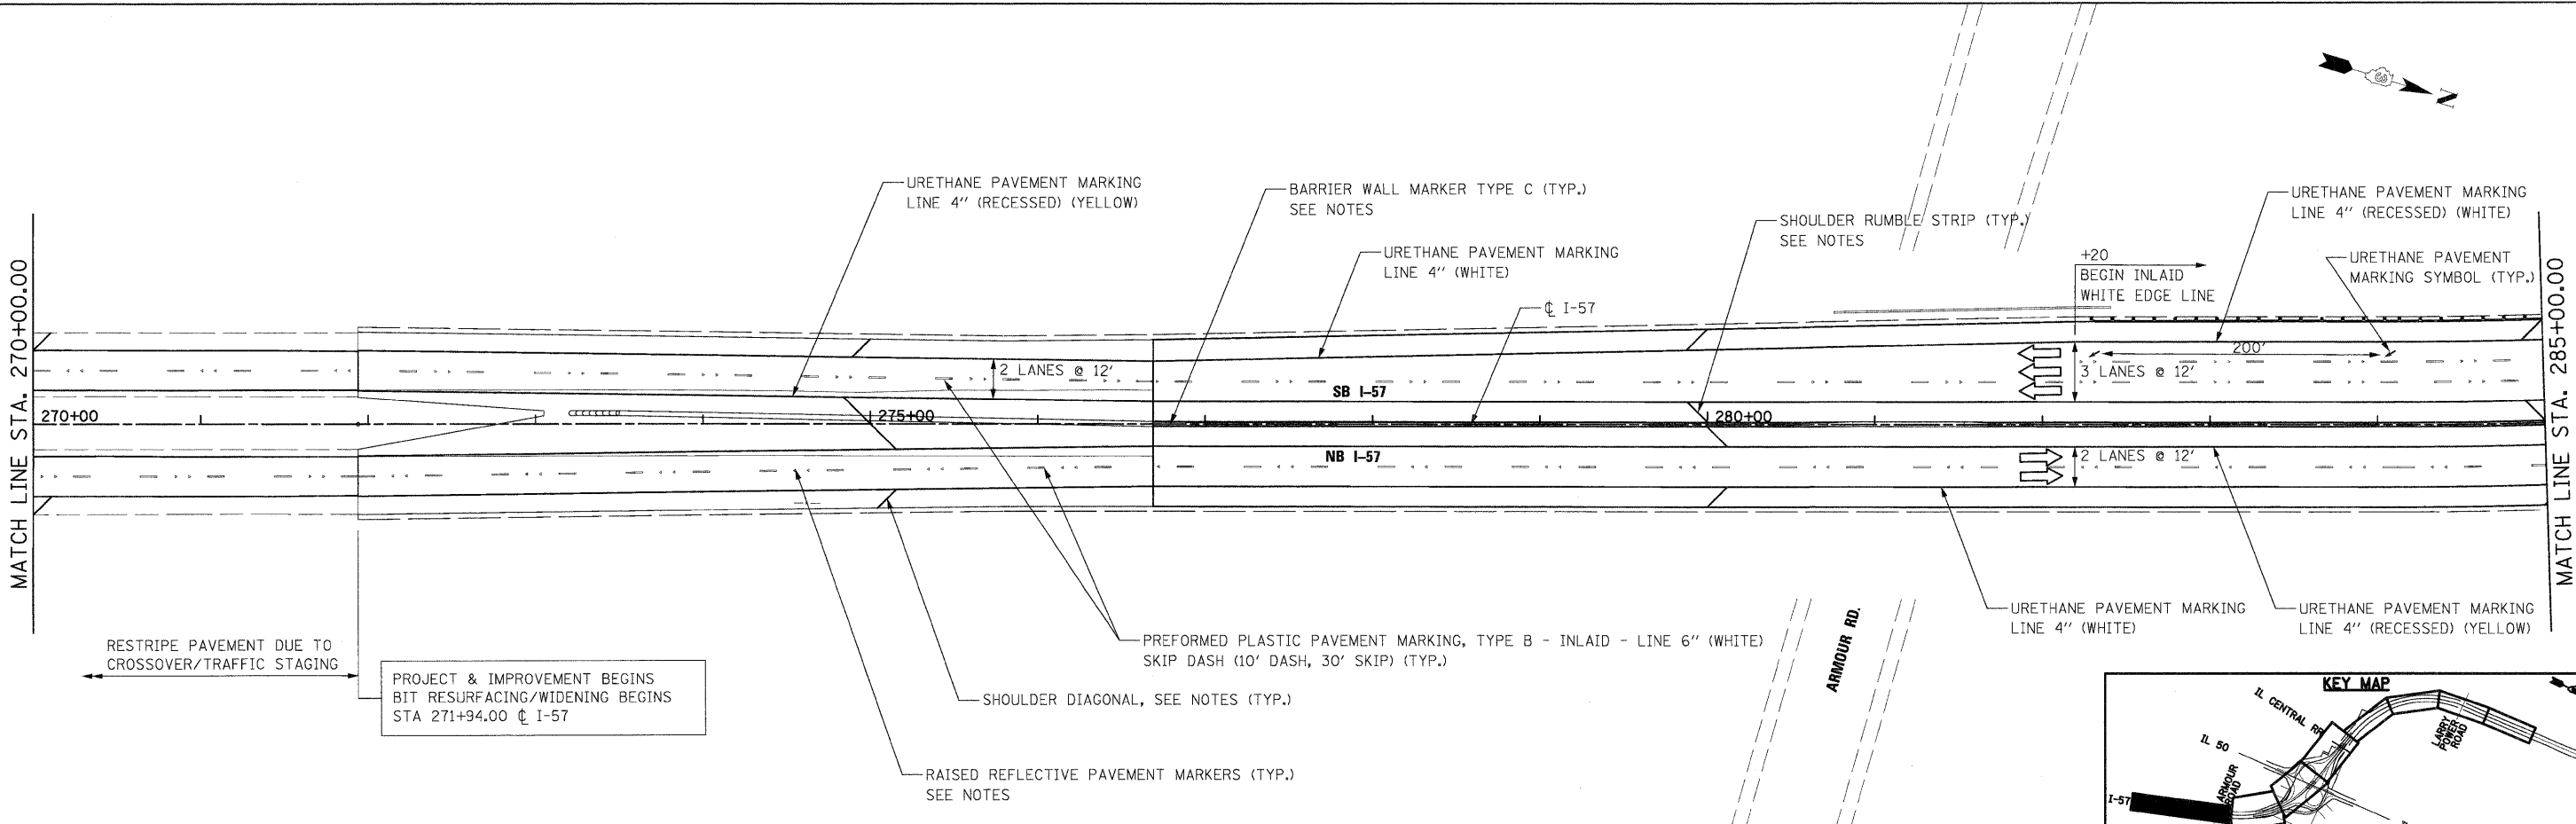 N
URETHANE PAVEMENT MARKING
LINE 4" (RECESSED) (YELLOW)
BARRIER WALL MARKER TYPE C (TYP.)
SEE NOTES
URETHANE PAVEMENT MARKING
LINE 4" (WHITE)
SHOULDER RUMBLE STRIP (TYP.)
SEE NOTES
URETHANE PAVEMENT MARKING
LINE 4" (RECESSED) (WHITE)
+20
BEGIN INLAID
WHITE EDGE LINE
URETHANE PAVEMENT
MARKING SYMBOL (TYP.)
℄ I-57
MATCH LINE STA. 270+00.00
MATCH LINE STA. 285+00.00
200'
2 LANES @ 12'
3 LANES @ 12'
SB I-57
270+00
275+00
280+00
NB I-57
2 LANES @ 12'
RESTRIPE PAVEMENT DUE TO
CROSSOVER/TRAFFIC STAGING
PROJECT & IMPROVEMENT BEGINS
BIT RESURFACING/WIDENING BEGINS
STA 271+94.00 ℄ I-57
PREFORMED PLASTIC PAVEMENT MARKING, TYPE B - INLAID - LINE 6" (WHITE)
SKIP DASH (10' DASH, 30' SKIP) (TYP.)
SHOULDER DIAGONAL, SEE NOTES (TYP.)
RAISED REFLECTIVE PAVEMENT MARKERS (TYP.)
SEE NOTES
ARMOUR RD.
URETHANE PAVEMENT MARKING
LINE 4" (WHITE)
URETHANE PAVEMENT MARKING
LINE 4" (RECESSED) (YELLOW)
KEY MAP
IL CENTRAL RR
IL 50
LARRY
POWER
ROAD
ARMOUR
ROAD
I-57